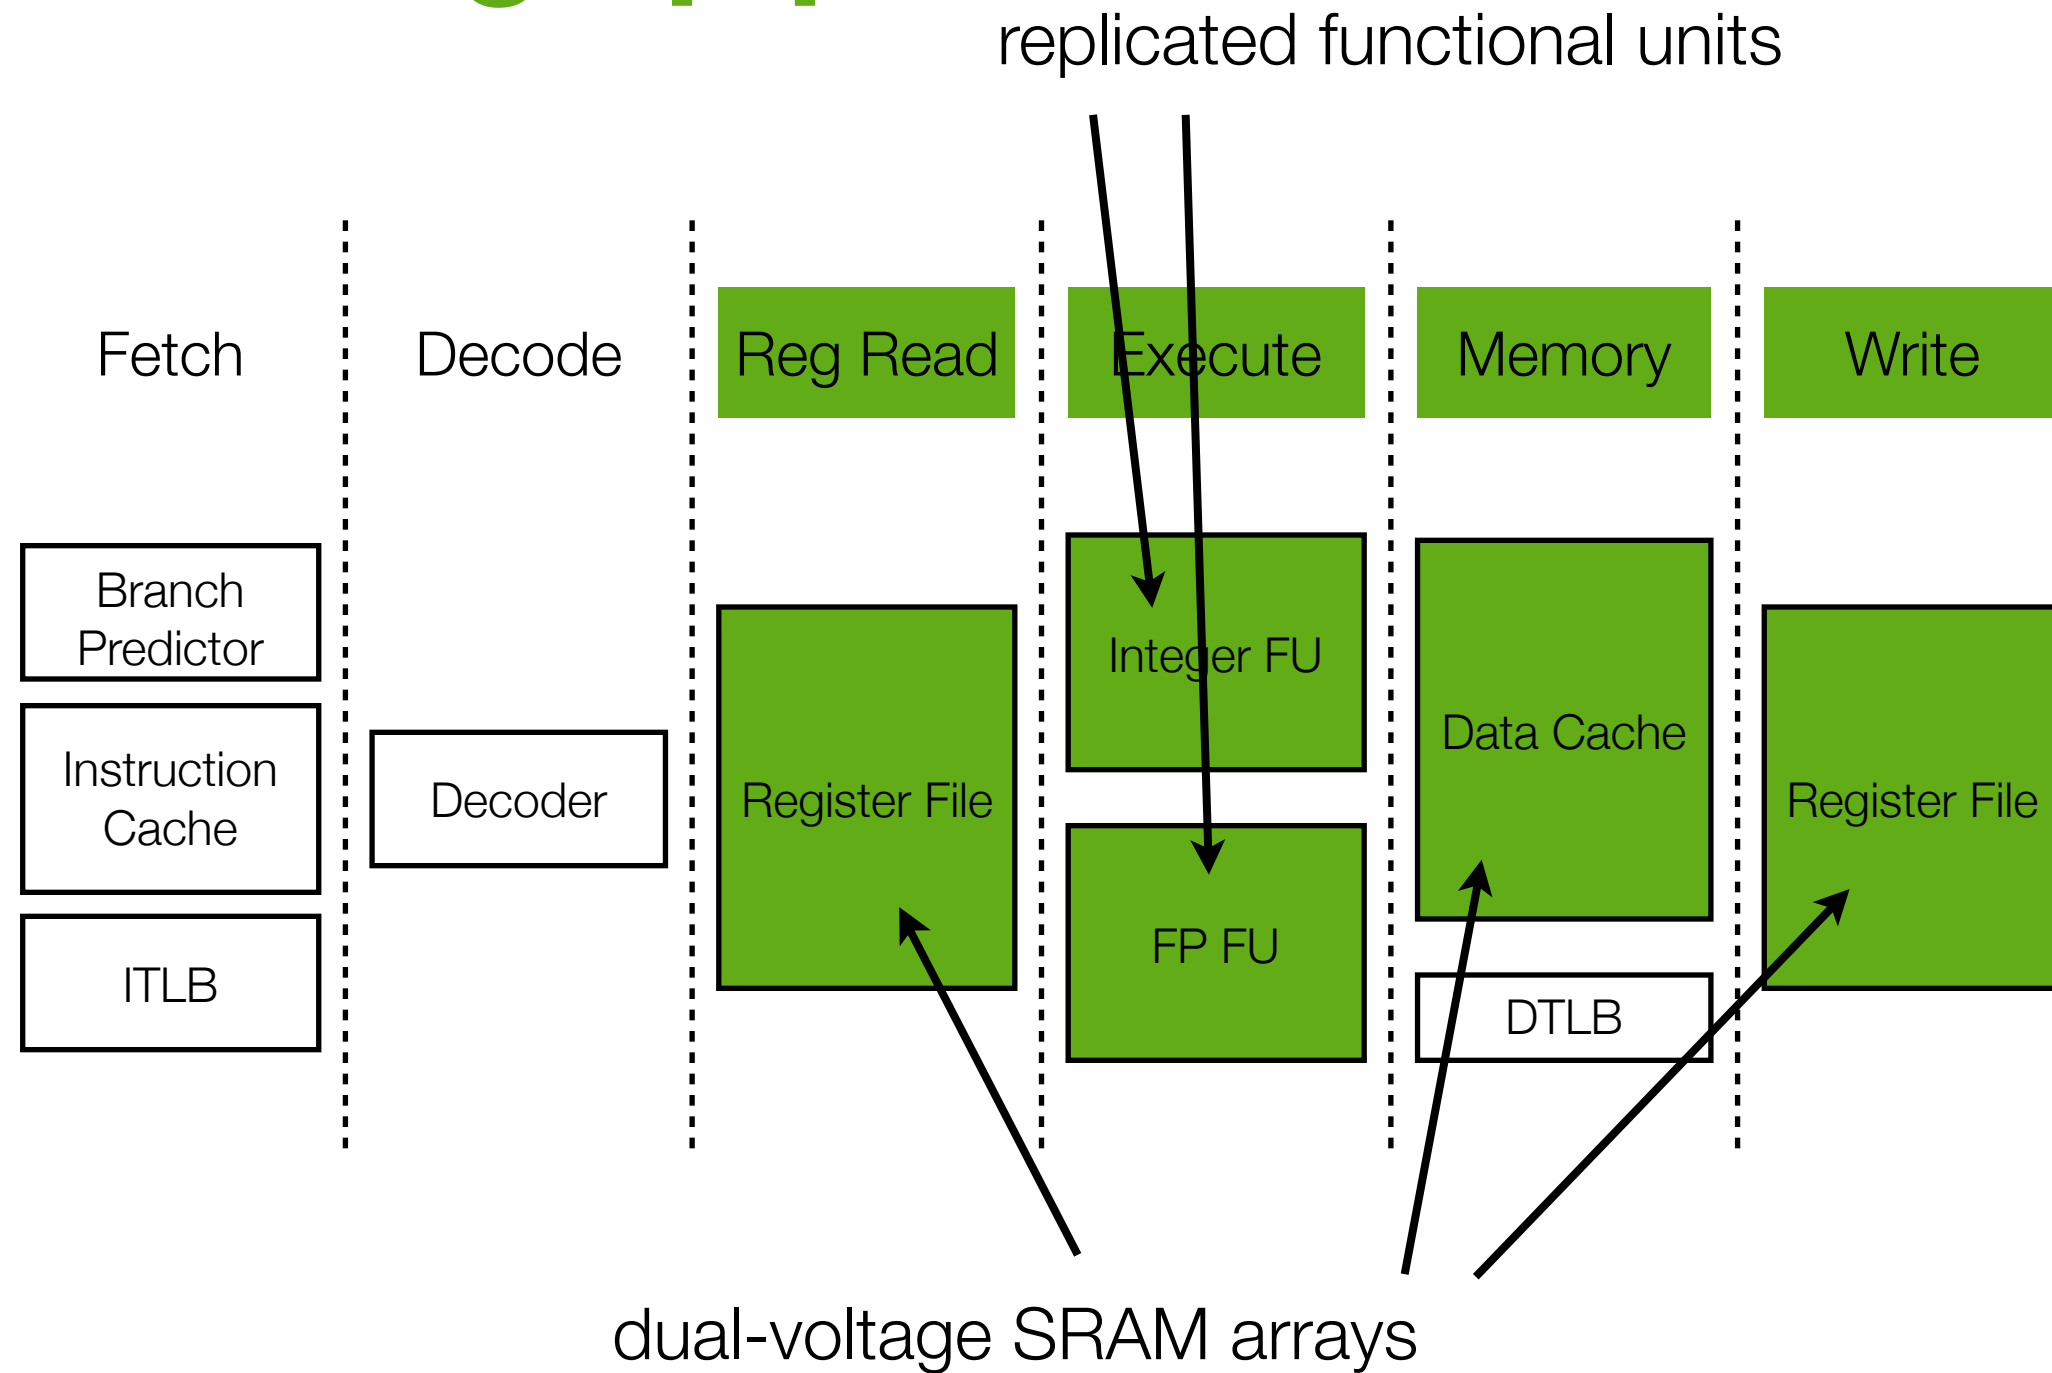 replicated functional units
Fetch
Decode
Reg Read
Execute
Memory
Write
Branch
Predictor
Instruction
Cache
ITLB
Decoder
Register File
Integer FU
FP FU
Data Cache
DTLB
Register File
dual-voltage SRAM arrays